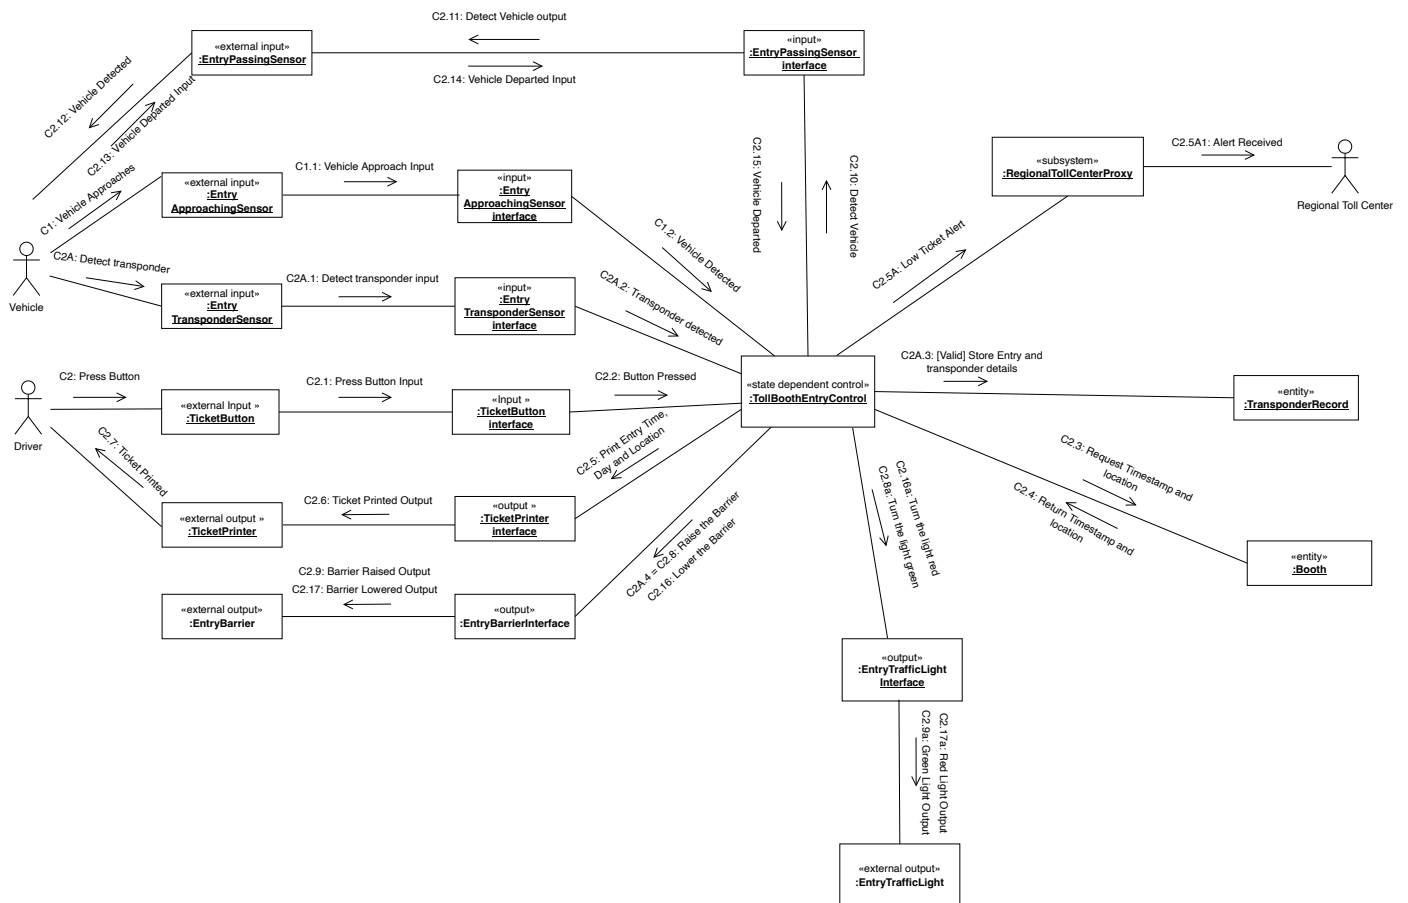 C2.11: Detect Vehicle output
«external input»
:EntryPassingSensor
C2.14: Vehicle Departed Input
«input»
:EntryPassingSensor
interface
C2.12: Vehicle Detected
C2.13: Vehicle Departed Input
C1: Vehicle Approaches
C1.1: Vehicle Approach Input
«external input»
:Entry
ApproachingSensor
«input»
:Entry
ApproachingSensor
interface
C1.2: Vehicle Detected
C2.15: Vehicle Departed
C2.10: Detect Vehicle
«subsystem»
:RegionalTollCenterProxy
C2.5A1: Alert Received
Regional Toll Center
C2.5A: Low Ticket Alert
Vehicle
C2A: Detect transponder
«external input»
:Entry
TransponderSensor
C2A.1: Detect transponder input
«input»
:Entry
TransponderSensor
interface
C2A.2: Transponder detected
«state dependent control»
:TollBoothEntryControl
C2A.3: [Valid] Store Entry and
transponder details
«entity»
:TransponderRecord
Driver
C2: Press Button
«external Input »
:TicketButton
C2.1: Press Button Input
«Input »
:TicketButton
interface
C2.2: Button Pressed
C2.3: Request Timestamp and
location
C2.4: Return Timestamp and
location
«entity»
:Booth
C2.5: Print Entry Time,
Day and Location
C2.7: Ticket Printed
«external output »
:TicketPrinter
C2.6: Ticket Printed Output
«output »
:TicketPrinter
interface
C2A.4 = C2.8: Raise the Barrier
C2.16: Lower the Barrier
C2.16a: Turn the light red
C2.8a: Turn the light green
C2.9: Barrier Raised Output
C2.17: Barrier Lowered Output
«external output»
:EntryBarrier
«output»
:EntryBarrierInterface
«output»
:EntryTrafficLight
Interface
C2.17a: Red Light Output
C2.9a: Green Light Output
«external output»
:EntryTrafficLight